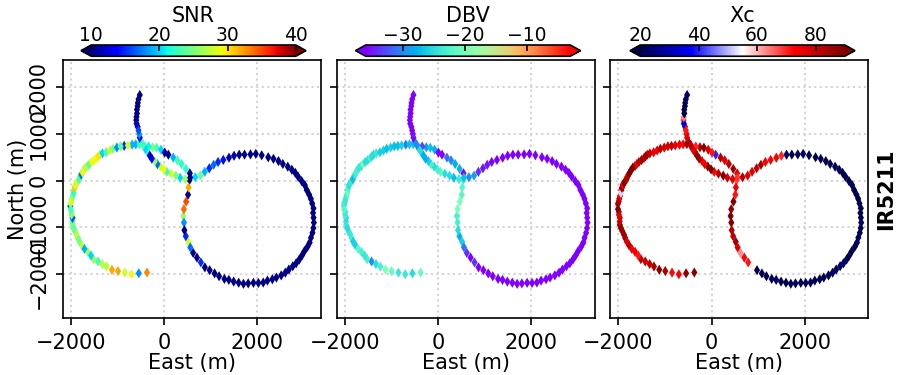 SNR DBV Xc
10 20 30 40 −30 −20 −10 20 40 60 80
North (m)
2000
1000
0
−1000
−2000
IR5211
−2000 0 2000 −2000 0 2000 −2000 0 2000
East (m) East (m) East (m)